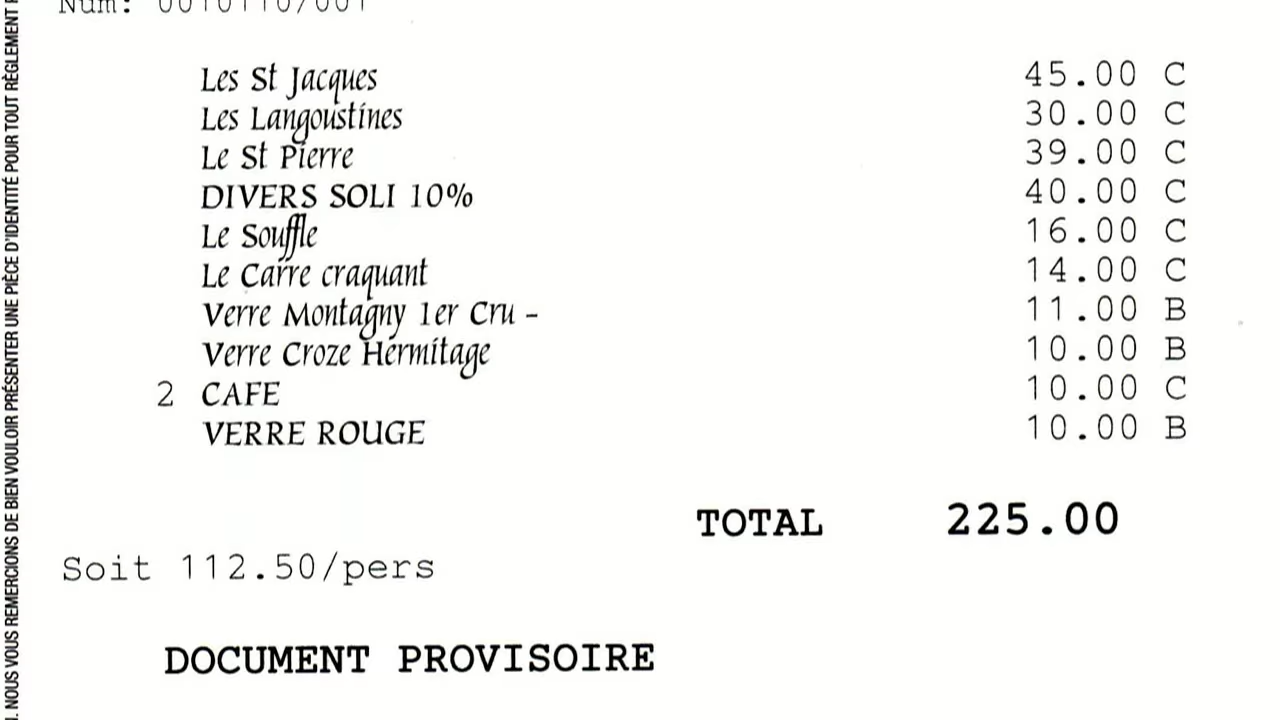 Num: 0010110/001
Les St Jacques 45.00 C
Les Langoustines 30.00 C
Le St Pierre 39.00 C
DIVERS SOLI 10% 40.00 C
Le Souffle 16.00 C
Le Carre craquant 14.00 C
Verre Montagny 1er Cru - 11.00 B
Verre Croze Hermitage 10.00 B
2 CAFE 10.00 C
VERRE ROUGE 10.00 B
TOTAL 225.00
Soit 112.50/pers
DOCUMENT PROVISOIRE
. NOUS VOUS REMERCIONS DE BIEN VOULOIR PRÉSENTER UNE PIÈCE D'IDENTITÉ POUR TOUT RÈGLEMENT